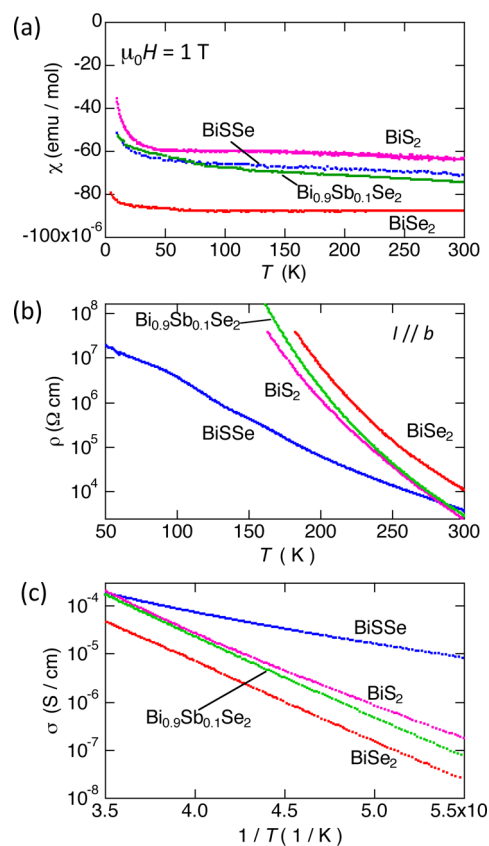 (a)
0
μ₀H = 1 T
-20
-40
BiSSe
BiS₂
-60
-80
Bi₀.₉Sb₀.₁Se₂
BiSe₂
-100x10⁻⁶
χ (emu / mol)
0 50 100 150 200 250 300
T (K)
(b)
10⁸
Bi₀.₉Sb₀.₁Se₂
I // b
10⁷
10⁶
BiS₂
BiSSe
BiSe₂
10⁵
10⁴
ρ (Ω cm)
50 100 150 200 250 300
T ( K )
(c)
10⁻⁴
BiSSe
10⁻⁵
10⁻⁶
BiS₂
Bi₀.₉Sb₀.₁Se₂
10⁻⁷
BiSe₂
10⁻⁸
σ (S / cm)
3.5 4.0 4.5 5.0 5.5x10
1 / T ( 1 / K )